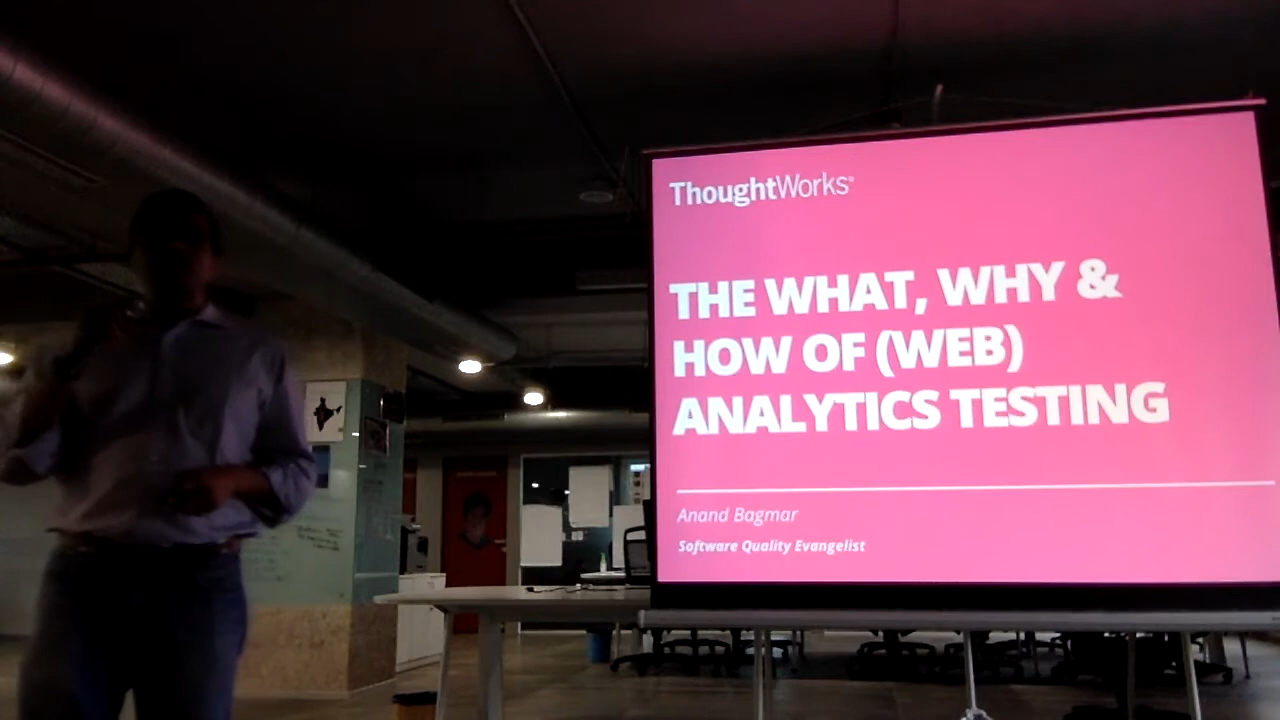 ThoughtWorks®
THE WHAT, WHY &
HOW OF (WEB)
ANALYTICS TESTING
Anand Bagmar
Software Quality Evangelist